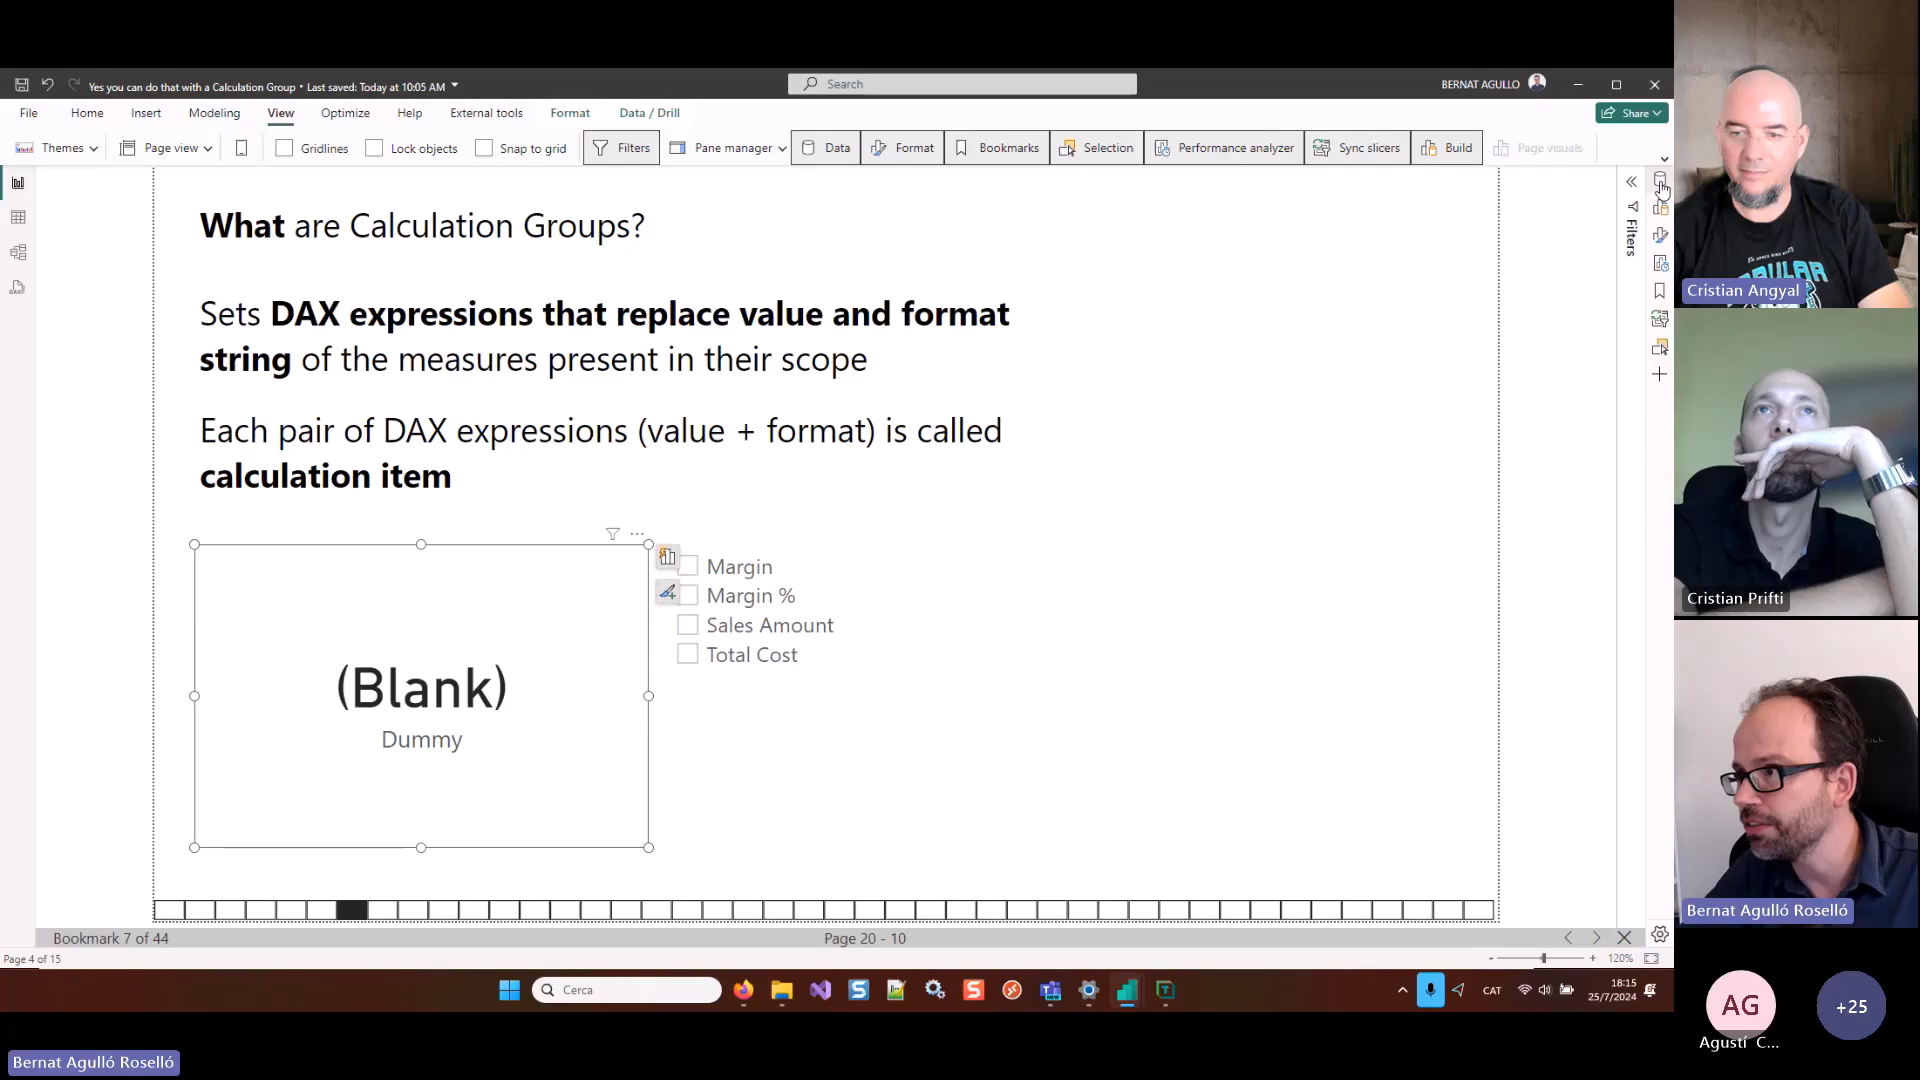 Yes you can do that with a Calculation Group • Last saved: Today at 10:05 AM
Search
BERNAT AGULLO
File
Home
Insert
Modeling
View
Optimize
Help
External tools
Format
Data / Drill
Share
Themes
Page view
Gridlines
Lock objects
Snap to grid
Filters
Pane manager
Data
Format
Bookmarks
Selection
Performance analyzer
Sync slicers
Build
Page visuals
What are Calculation Groups?
Sets DAX expressions that replace value and format
string of the measures present in their scope
Each pair of DAX expressions (value + format) is called
calculation item
(Blank)
Dummy
Margin
Margin %
Sales Amount
Total Cost
Filters
Bookmark 7 of 44
Page 20 - 10
Page 4 of 15
120%
Cerca
CAT
18:15
25/7/2024
Cristian Angyal
Cristian Prifti
Bernat Agulló Roselló
AG
Agustí C...
+25
Bernat Agulló Roselló